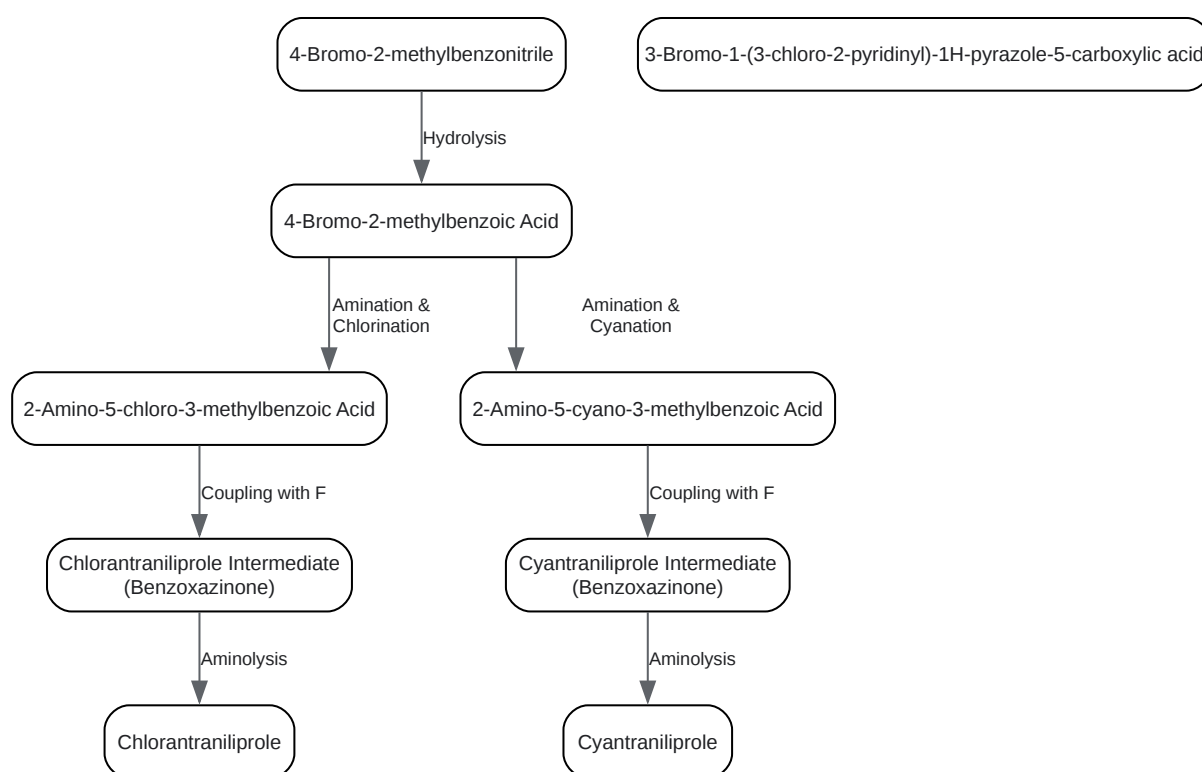 4-Bromo-2-methylbenzonitrile
3-Bromo-1-(3-chloro-2-pyridinyl)-1H-pyrazole-5-carboxylic acid
Hydrolysis
4-Bromo-2-methylbenzoic Acid
Amination &
Chlorination
Amination &
Cyanation
2-Amino-5-chloro-3-methylbenzoic Acid
2-Amino-5-cyano-3-methylbenzoic Acid
Coupling with F
Coupling with F
Chlorantraniliprole Intermediate
(Benzoxazinone)
Cyantraniliprole Intermediate
(Benzoxazinone)
Aminolysis
Aminolysis
Chlorantraniliprole
Cyantraniliprole